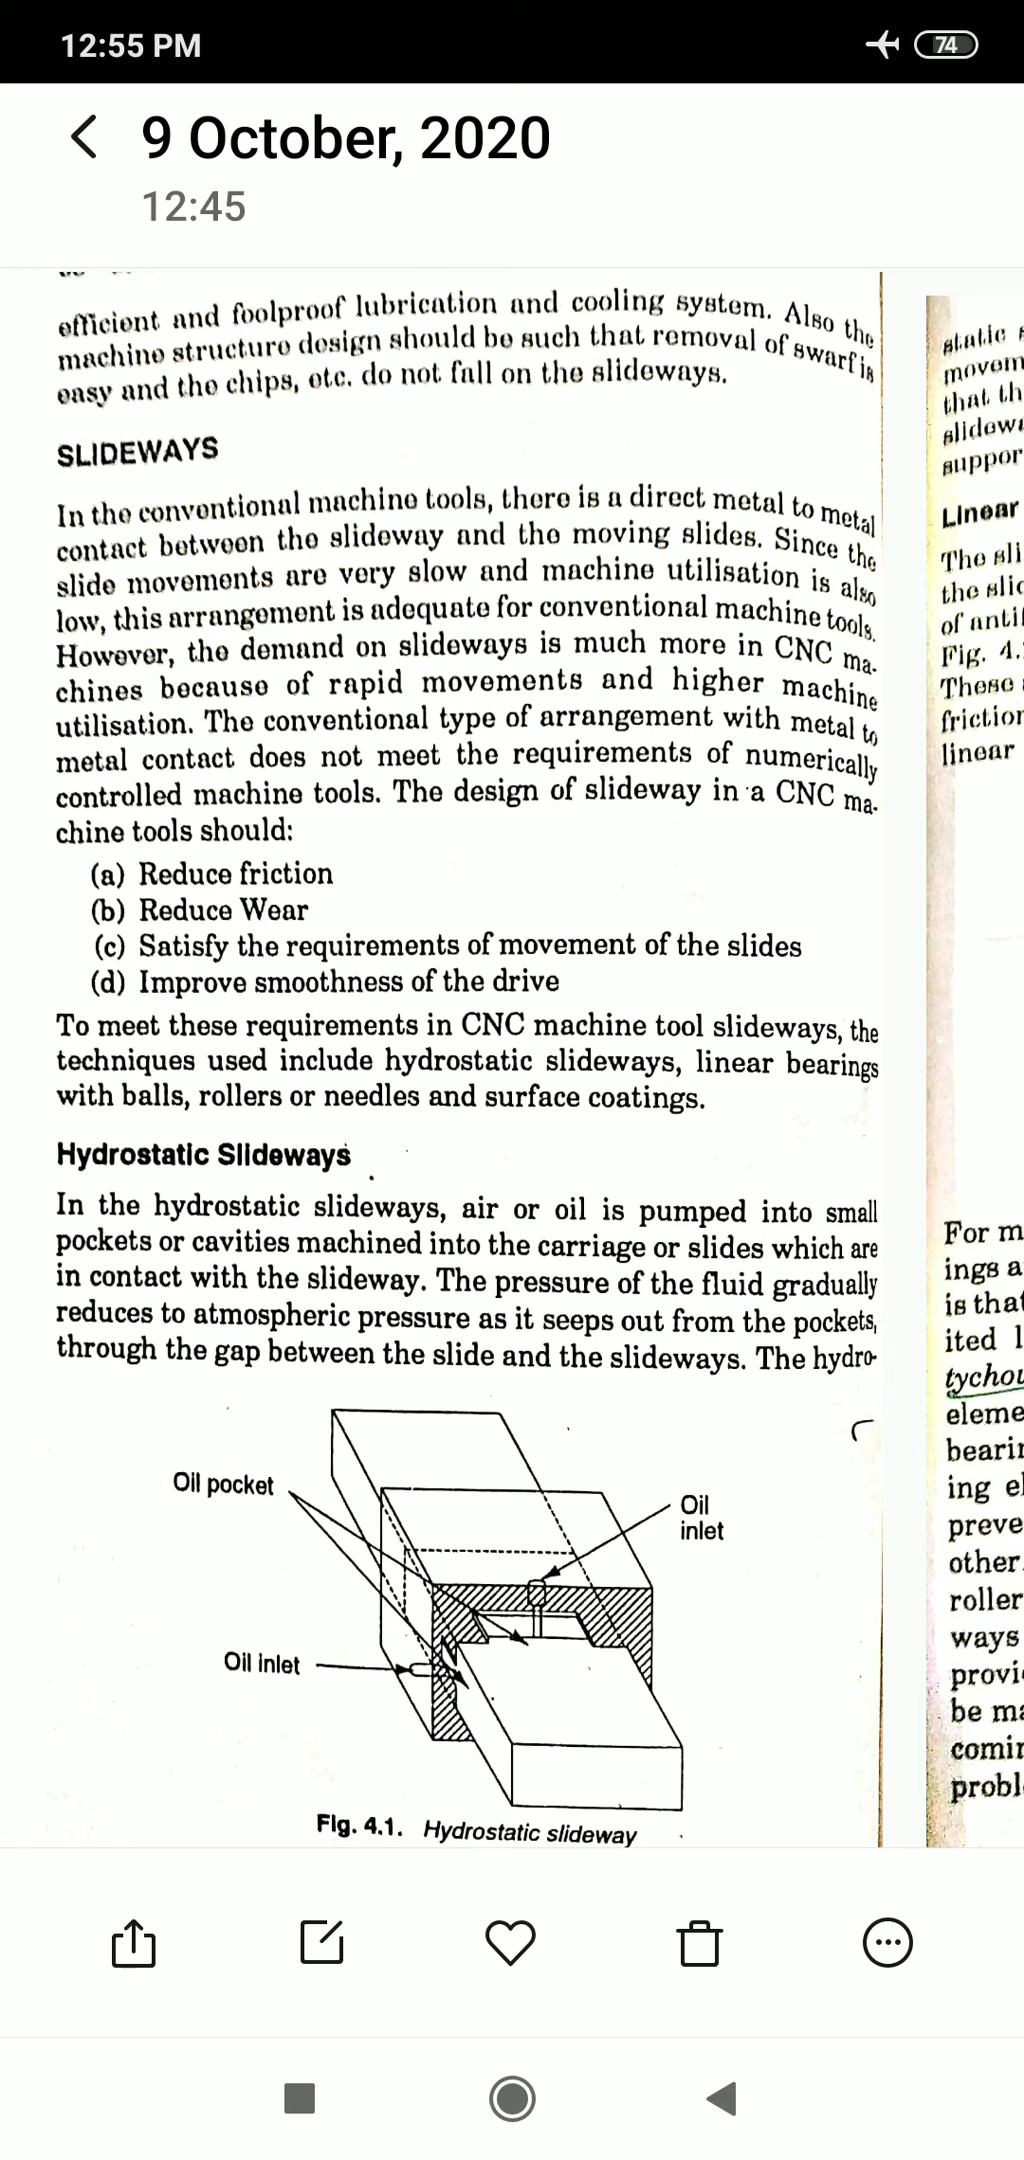 12:55 PM
74
9 October, 2020
12:45
efficient and foolproof lubrication and cooling system. Also the
machine structure design should be such that removal of swarf is
easy and the chips, etc. do not fall on the slideways.
SLIDEWAYS
In the conventional machine tools, there is a direct metal to metal
contact between the slideway and the moving slides. Since the
slide movements are very slow and machine utilisation is also
low, this arrangement is adequate for conventional machine tools.
However, the demand on slideways is much more in CNC ma-
chines because of rapid movements and higher machine
utilisation. The conventional type of arrangement with metal to
metal contact does not meet the requirements of numerically
controlled machine tools. The design of slideway in a CNC ma-
chine tools should:
(a) Reduce friction
(b) Reduce Wear
(c) Satisfy the requirements of movement of the slides
(d) Improve smoothness of the drive
To meet these requirements in CNC machine tool slideways, the
techniques used include hydrostatic slideways, linear bearings
with balls, rollers or needles and surface coatings.
Hydrostatic Slideways
In the hydrostatic slideways, air or oil is pumped into small
pockets or cavities machined into the carriage or slides which are
in contact with the slideway. The pressure of the fluid gradually
reduces to atmospheric pressure as it seeps out from the pockets,
through the gap between the slide and the slideways. The hydro-
Oil pocket
Oil
inlet
Oil inlet
Fig. 4.1. Hydrostatic slideway
static
movem
that th
slidewa
suppor
Linear
The sli
the slid
of antif
Fig. 4.
These
friction
linear
For m
ings a
is that
ited l
tychou
eleme
bearin
ing el
preve
other.
roller
ways
provi
be ma
comin
probl